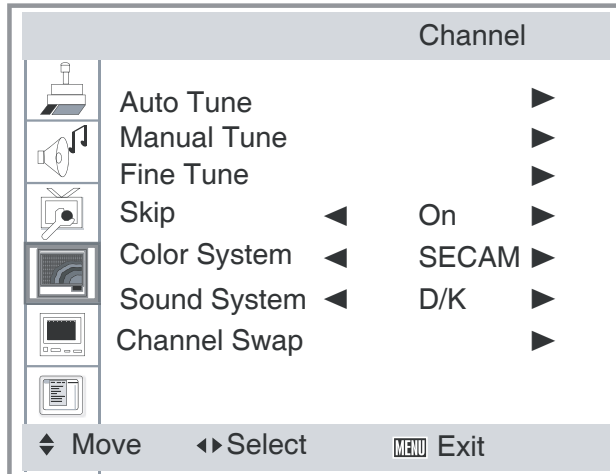 Channel
Auto Tune
Manual Tune
Fine Tune
Skip ◀ On ▶
Color System ◀ SECAM ▶
Sound System ◀ D/K ▶
Channel Swap
Move Select MENU Exit